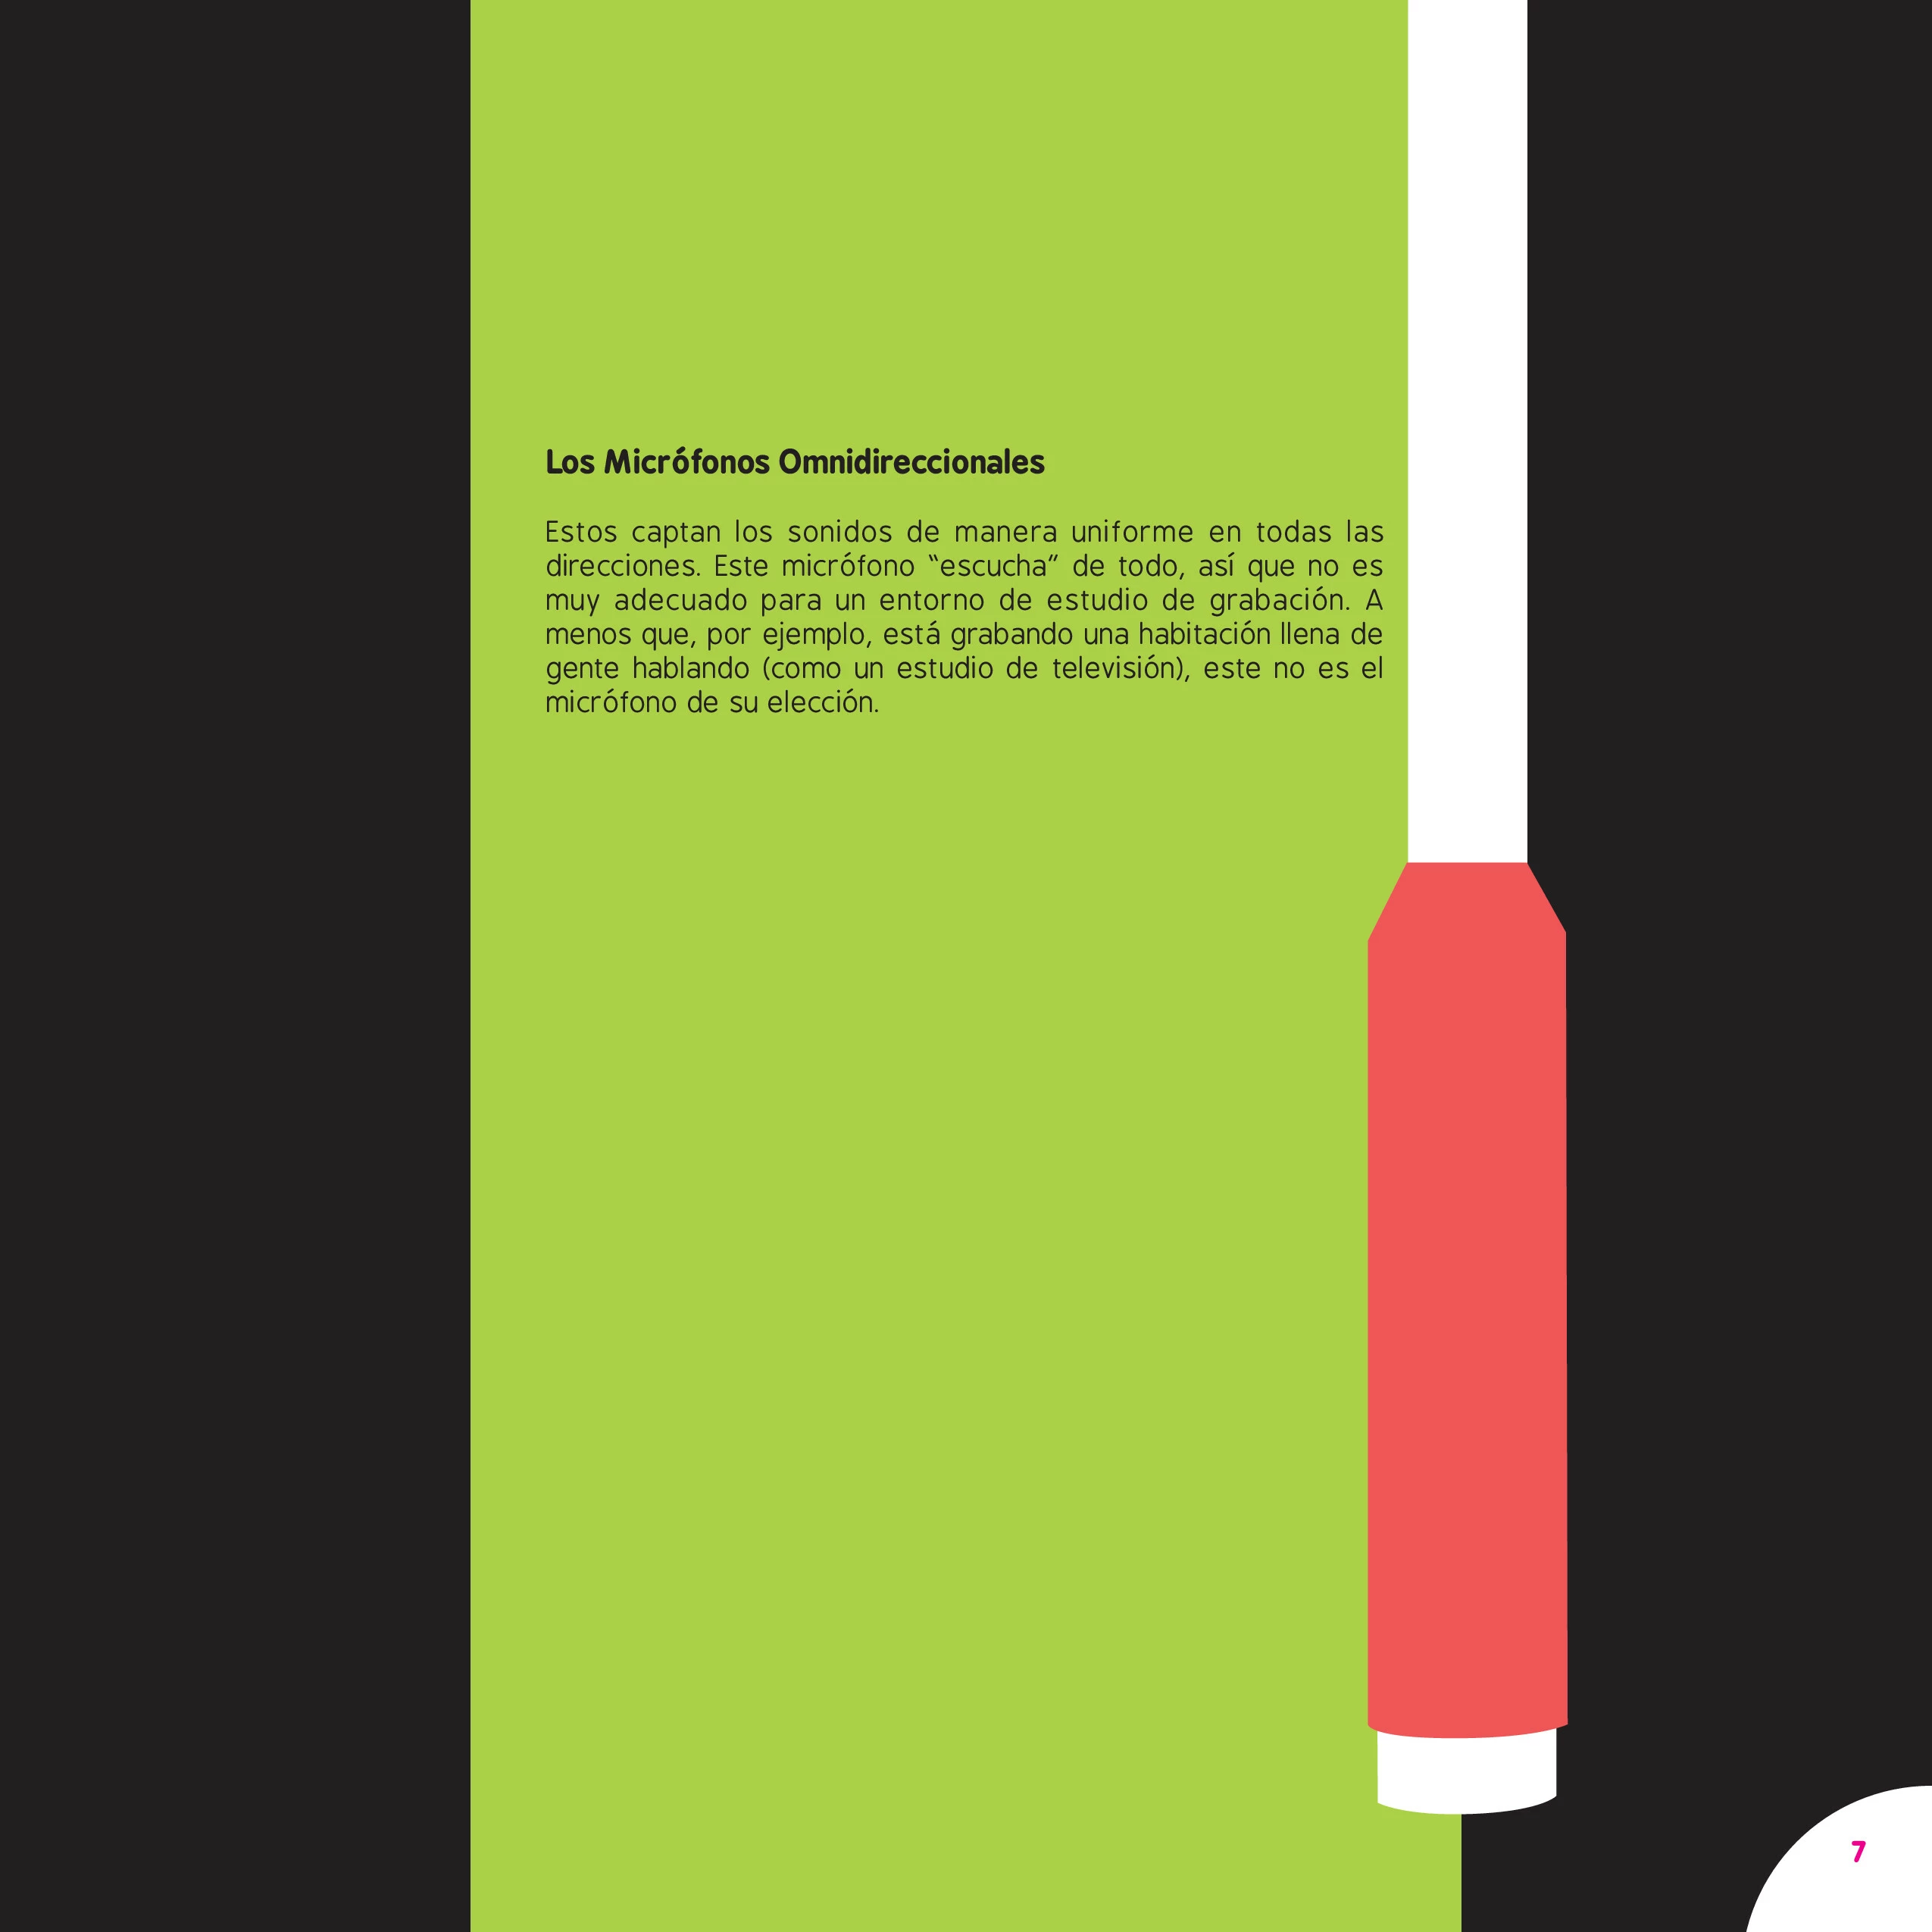 Los Micrófonos Omnidireccionales
Estos captan los sonidos de manera uniforme en todas las
direcciones. Este micrófono “escucha” de todo, así que no es
muy adecuado para un entorno de estudio de grabación. A
menos que, por ejemplo, está grabando una habitación llena de
gente hablando (como un estudio de televisión), este no es el
micrófono de su elección.
7